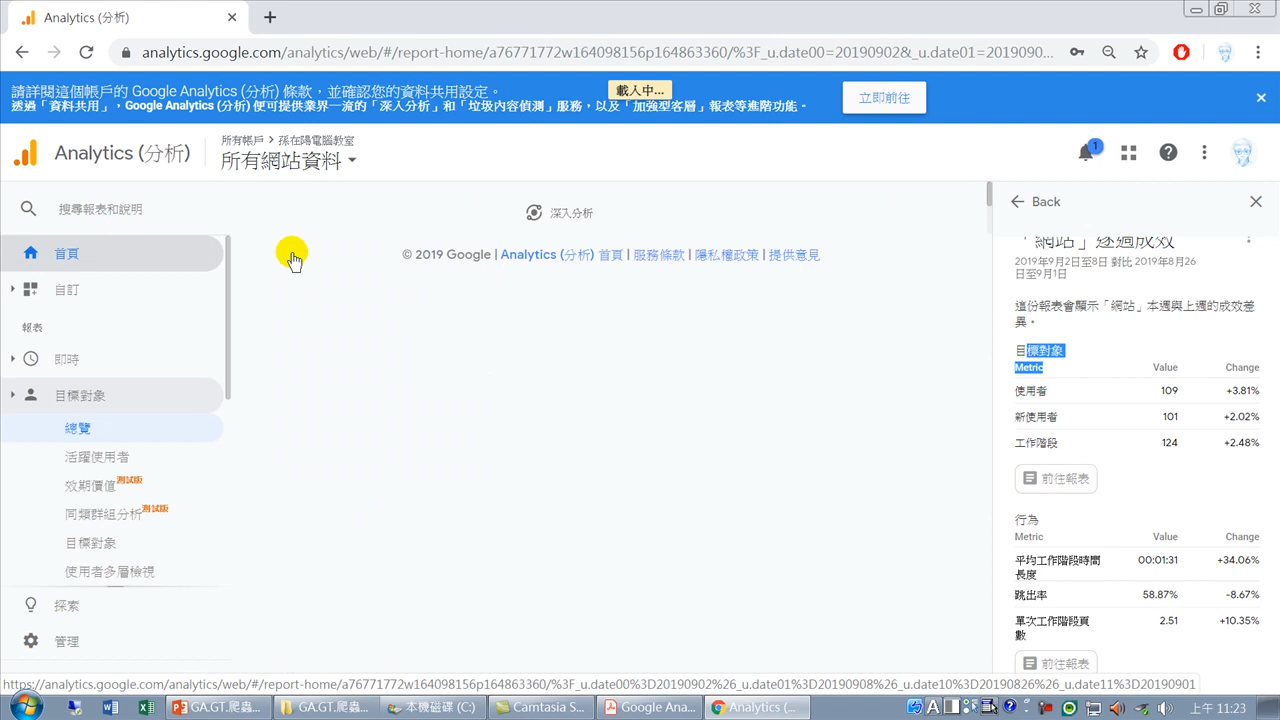 Analytics (分析)
analytics.google.com/analytics/web/#/report-home/a76771772w164098156p164863360/%3F_u.date00=20190902&_u.date01=2019090...
請詳閱這個帳戶的 Google Analytics (分析) 條款，並確認您的資料共用設定。
透過「資料共用」，Google Analytics (分析) 便可提供業界一流的「深入分析」和「垃圾內容偵測」服務，以及「加強型客層」報表等進階功能。
載入中...
立即前往
Analytics (分析)
所有帳戶 > 孫在陽電腦教室
所有網站資料
1
搜尋報表和說明
首頁
自訂
報表
即時
目標對象
總覽
活躍使用者
效期價值 測試版
同類群組分析 測試版
目標對象
使用者多層檢視
探索
管理
深入分析
© 2019 Google | Analytics (分析) 首頁 | 服務條款 | 隱私權政策 | 提供意見
Back
「網站」逐週成效
2019年9月2日至8日 對比 2019年8月26
日至9月1日
這份報表會顯示「網站」本週與上週的成效差
異。
目標對象
Metric Value Change
使用者 109 +3.81%
新使用者 101 +2.02%
工作階段 124 +2.48%
前往報表
行為
Metric Value Change
平均工作階段時間
長度 00:01:31 +34.06%
跳出率 58.87% -8.67%
單次工作階段頁
數 2.51 +10.35%
前往報表
https://analytics.google.com/analytics/web/#/report-home/a76771772w164098156p164863360/%3F_u.date00%3D20190902%26_u.date01%3D20190908%26_u.date10%3D20190826%26_u.date11%3D20190901
GA.GT.爬蟲...
GA.GT.爬蟲...
本機磁碟 (C:)
Camtasia S...
Google Ana...
Analytics (...
上午 11:23